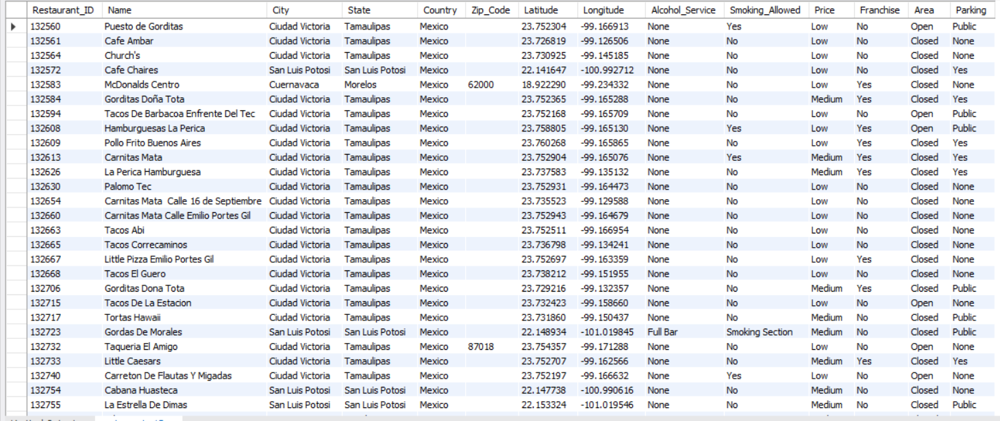 Restaurant_ID Name City State Country Zip_Code Latitude Longitude Alcohol_Service Smoking_Allowed Price Franchise Area Parking
132560 Puesto de Gorditas Ciudad Victoria Tamaulipas Mexico 23.752304 -99.166913 None Yes Low No Open Public
132561 Cafe Ambar Ciudad Victoria Tamaulipas Mexico 23.726819 -99.126506 None No Low No Closed None
132564 Church's Ciudad Victoria Tamaulipas Mexico 23.730925 -99.145185 None No Low No Closed None
132572 Cafe Chaires San Luis Potosi San Luis Potosi Mexico 22.141647 -100.992712 None No Low No Closed Yes
132583 McDonalds Centro Cuernavaca Morelos Mexico 62000 18.922290 -99.234332 None No Low Yes Closed None
132584 Gorditas Doña Tota Ciudad Victoria Tamaulipas Mexico 23.752365 -99.165288 None No Medium Yes Closed Yes
132594 Tacos De Barbacoa Enfrente Del Tec Ciudad Victoria Tamaulipas Mexico 23.752168 -99.165709 None No Low No Open Public
132608 Hamburguesas La Perica Ciudad Victoria Tamaulipas Mexico 23.758805 -99.165130 None Yes Low Yes Open Public
132609 Pollo Frito Buenos Aires Ciudad Victoria Tamaulipas Mexico 23.760268 -99.165865 None No Low Yes Closed Yes
132613 Carnitas Mata Ciudad Victoria Tamaulipas Mexico 23.752904 -99.165076 None Yes Medium Yes Closed Yes
132626 La Perica Hamburguesa Ciudad Victoria Tamaulipas Mexico 23.737583 -99.135132 None No Medium Yes Closed Yes
132630 Palomo Tec Ciudad Victoria Tamaulipas Mexico 23.752931 -99.164473 None No Low No Closed None
132654 Carnitas Mata  Calle 16 de Septiembre Ciudad Victoria Tamaulipas Mexico 23.735523 -99.129588 None No Low No Closed None
132660 Carnitas Mata Calle Emilio Portes Gil Ciudad Victoria Tamaulipas Mexico 23.752943 -99.164679 None No Low No Closed None
132663 Tacos Abi Ciudad Victoria Tamaulipas Mexico 23.752511 -99.166954 None No Low No Closed None
132665 Tacos Correcaminos Ciudad Victoria Tamaulipas Mexico 23.736798 -99.134241 None No Low No Closed None
132667 Little Pizza Emilio Portes Gil Ciudad Victoria Tamaulipas Mexico 23.752697 -99.163359 None No Low Yes Closed None
132668 Tacos El Guero Ciudad Victoria Tamaulipas Mexico 23.738212 -99.151955 None No Low No Closed None
132706 Gorditas Dona Tota Ciudad Victoria Tamaulipas Mexico 23.729216 -99.132357 None No Medium Yes Closed Public
132715 Tacos De La Estacion Ciudad Victoria Tamaulipas Mexico 23.732423 -99.158660 None No Low No Open None
132717 Tortas Hawaii Ciudad Victoria Tamaulipas Mexico 23.731860 -99.150437 None No Medium No Closed Public
132723 Gordas De Morales San Luis Potosi San Luis Potosi Mexico 22.148934 -101.019845 Full Bar Smoking Section Medium No Closed Public
132732 Taqueria El Amigo Ciudad Victoria Tamaulipas Mexico 87018 23.754357 -99.171288 None No Low No Open None
132733 Little Caesars Ciudad Victoria Tamaulipas Mexico 23.752707 -99.162566 None No Medium Yes Closed Yes
132740 Carreton De Flautas Y Migadas Ciudad Victoria Tamaulipas Mexico 23.752197 -99.166632 None Yes Low No Open None
132754 Cabana Huasteca San Luis Potosi San Luis Potosi Mexico 22.147738 -100.990616 None No Medium No Closed None
132755 La Estrella De Dimas San Luis Potosi San Luis Potosi Mexico 22.153324 -101.019546 None No Medium No Closed Public